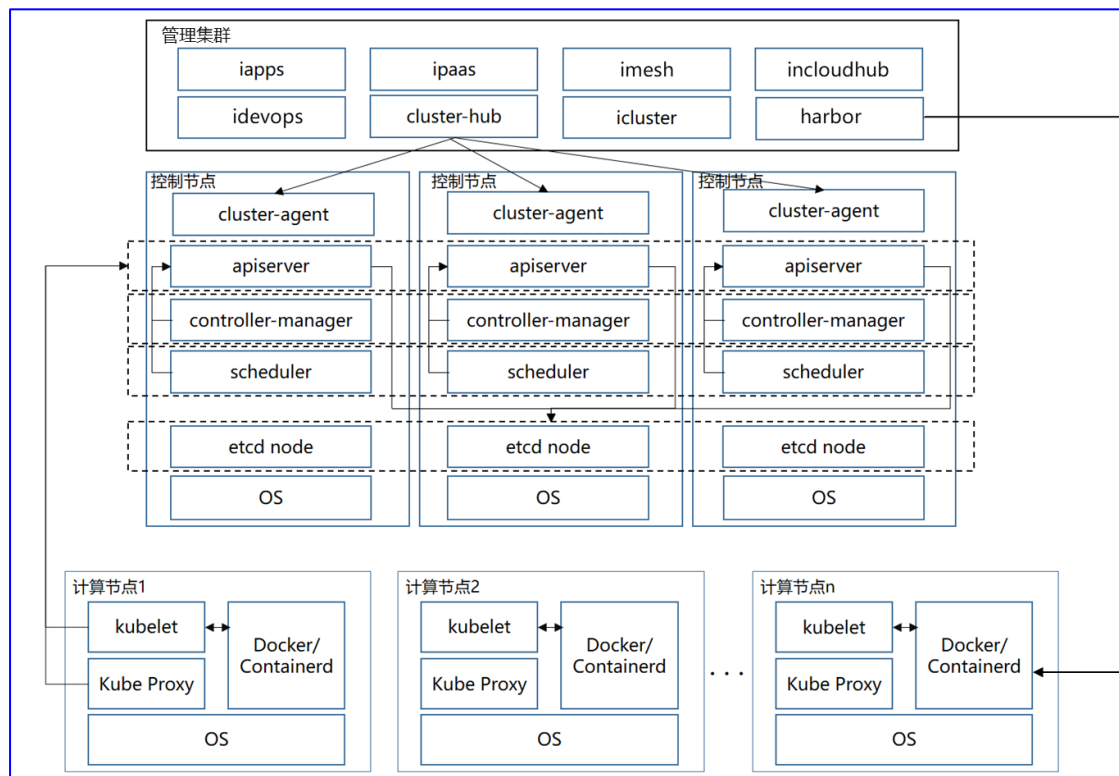 管理集群
iapps
ipaas
imesh
incloudhub
idevops
cluster-hub
icluster
harbor
控制节点
控制节点
控制节点
cluster-agent
cluster-agent
cluster-agent
apiserver
apiserver
apiserver
controller-manager
controller-manager
controller-manager
scheduler
scheduler
scheduler
etcd node
etcd node
etcd node
OS
OS
OS
计算节点1
kubelet
Kube Proxy
Docker/
Containerd
OS
计算节点2
kubelet
Kube Proxy
Docker/
Containerd
OS
...
计算节点n
kubelet
Kube Proxy
Docker/
Containerd
OS